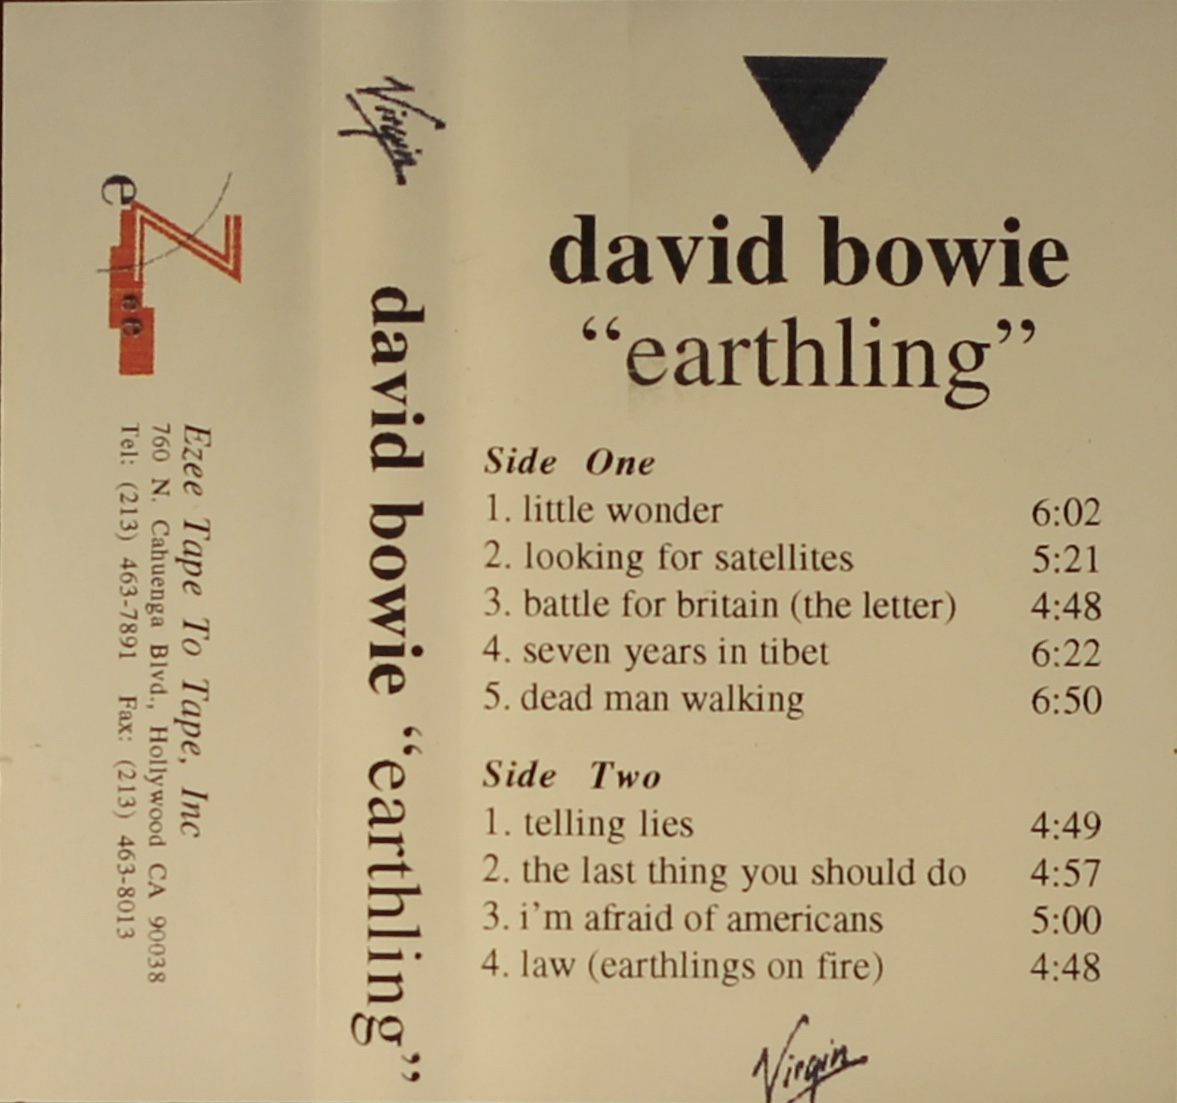 eZee
Ezee Tape To Tape, Inc
760 N. Cahuenga Blvd., Hollywood CA 90038
Tel: (213) 463-7891 Fax: (213) 463-8013
Virgin
david bowie "earthling"
david bowie
"earthling"
Side One
1. little wonder 6:02
2. looking for satellites 5:21
3. battle for britain (the letter) 4:48
4. seven years in tibet 6:22
5. dead man walking 6:50
Side Two
1. telling lies 4:49
2. the last thing you should do 4:57
3. i'm afraid of americans 5:00
4. law (earthlings on fire) 4:48
Virgin